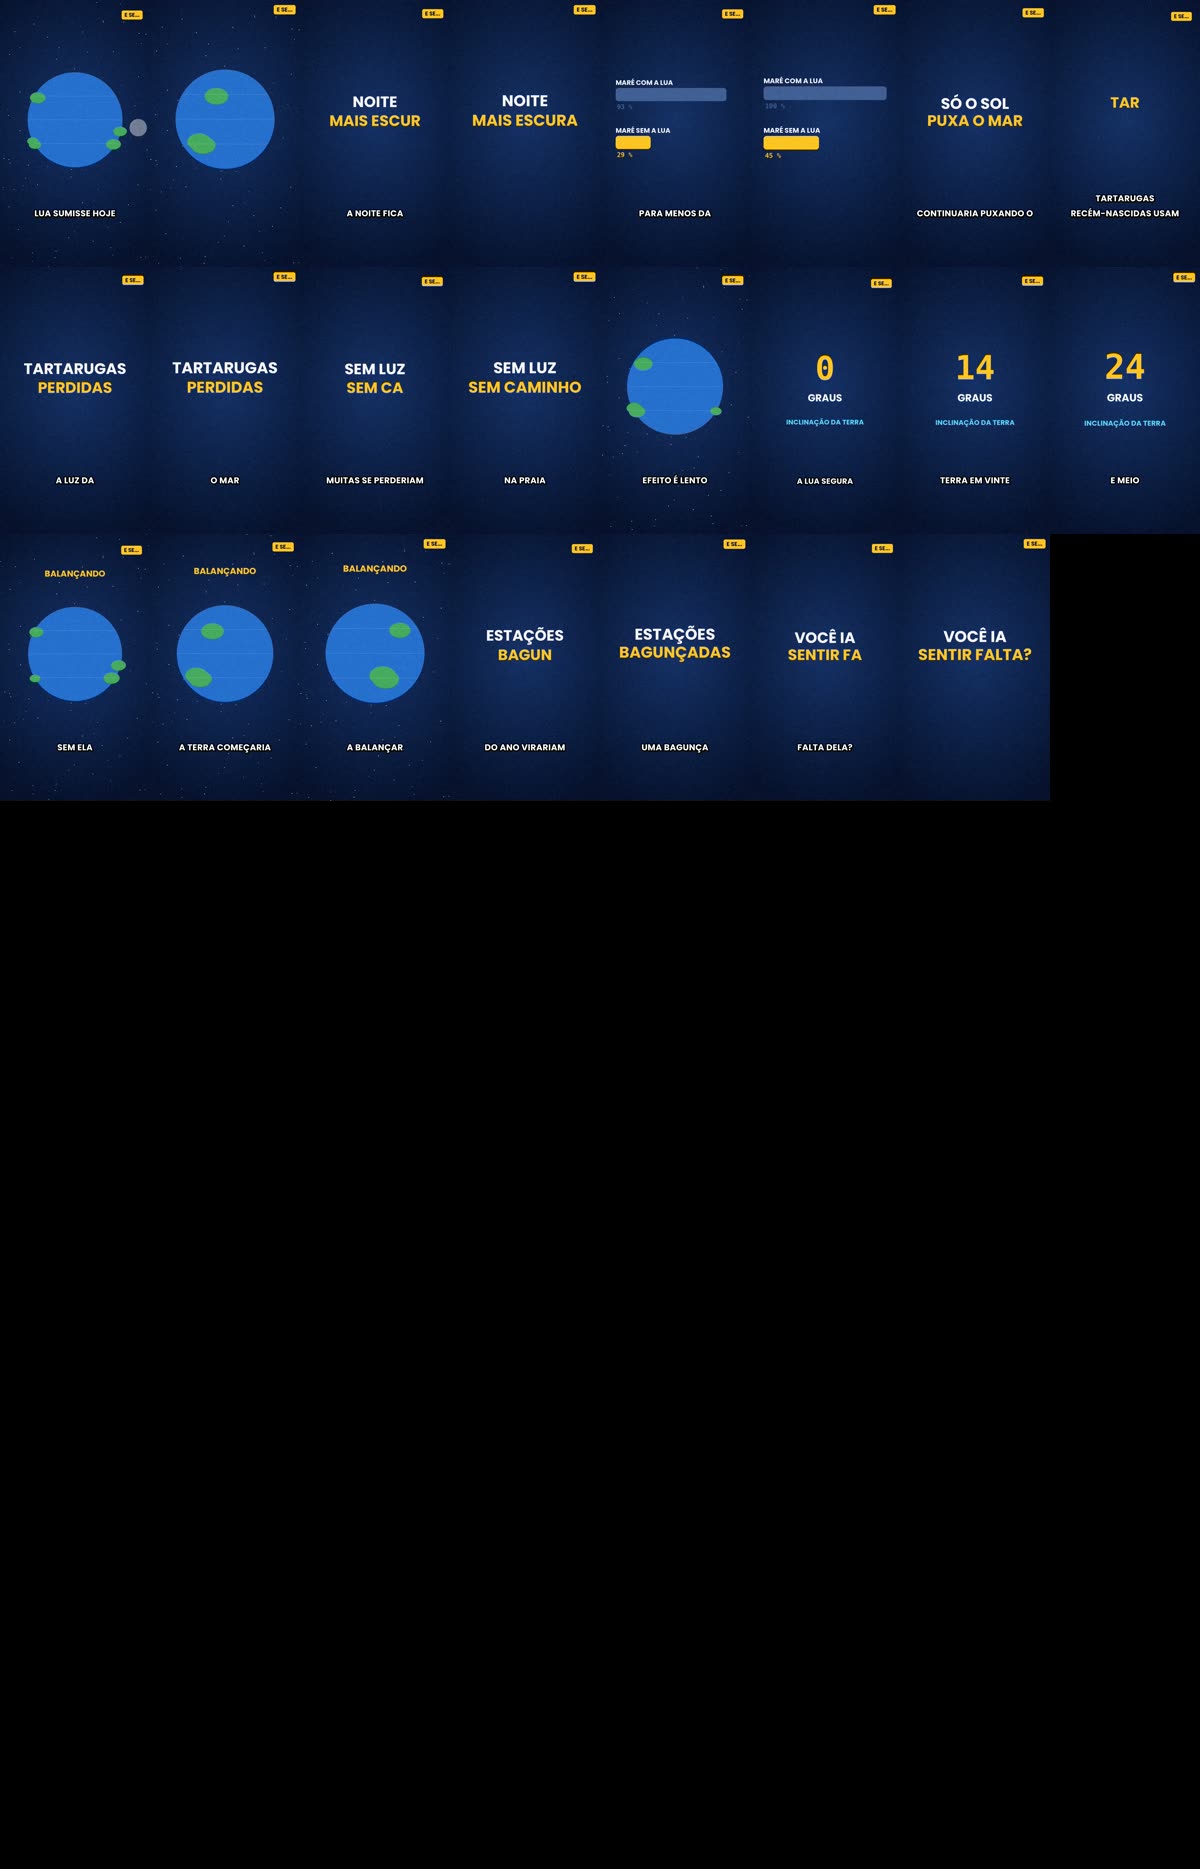 E SE...
LUA SUMISSE HOJE
E SE...
E SE...
NOITE
MAIS ESCUR
A NOITE FICA
E SE...
NOITE
MAIS ESCURA
E SE...
MARÉ COM A LUA
93 %
MARÉ SEM A LUA
29 %
PARA MENOS DA
E SE...
MARÉ COM A LUA
100 %
MARÉ SEM A LUA
45 %
E SE...
SÓ O SOL
PUXA O MAR
CONTINUARIA PUXANDO O
E SE...
TAR
TARTARUGAS
RECÉM-NASCIDAS USAM
E SE...
TARTARUGAS
PERDIDAS
A LUZ DA
E SE...
TARTARUGAS
PERDIDAS
O MAR
E SE...
SEM LUZ
SEM CA
MUITAS SE PERDERIAM
E SE...
SEM LUZ
SEM CAMINHO
NA PRAIA
E SE...
EFEITO É LENTO
E SE...
0
GRAUS
INCLINAÇÃO DA TERRA
A LUA SEGURA
E SE...
14
GRAUS
INCLINAÇÃO DA TERRA
TERRA EM VINTE
E SE...
24
GRAUS
INCLINAÇÃO DA TERRA
E MEIO
E SE...
BALANÇANDO
SEM ELA
E SE...
BALANÇANDO
A TERRA COMEÇARIA
E SE...
BALANÇANDO
A BALANÇAR
E SE...
ESTAÇÕES
BAGUN
DO ANO VIRARIAM
E SE...
ESTAÇÕES
BAGUNÇADAS
UMA BAGUNÇA
E SE...
VOCÊ IA
SENTIR FA
FALTA DELA?
E SE...
VOCÊ IA
SENTIR FALTA?